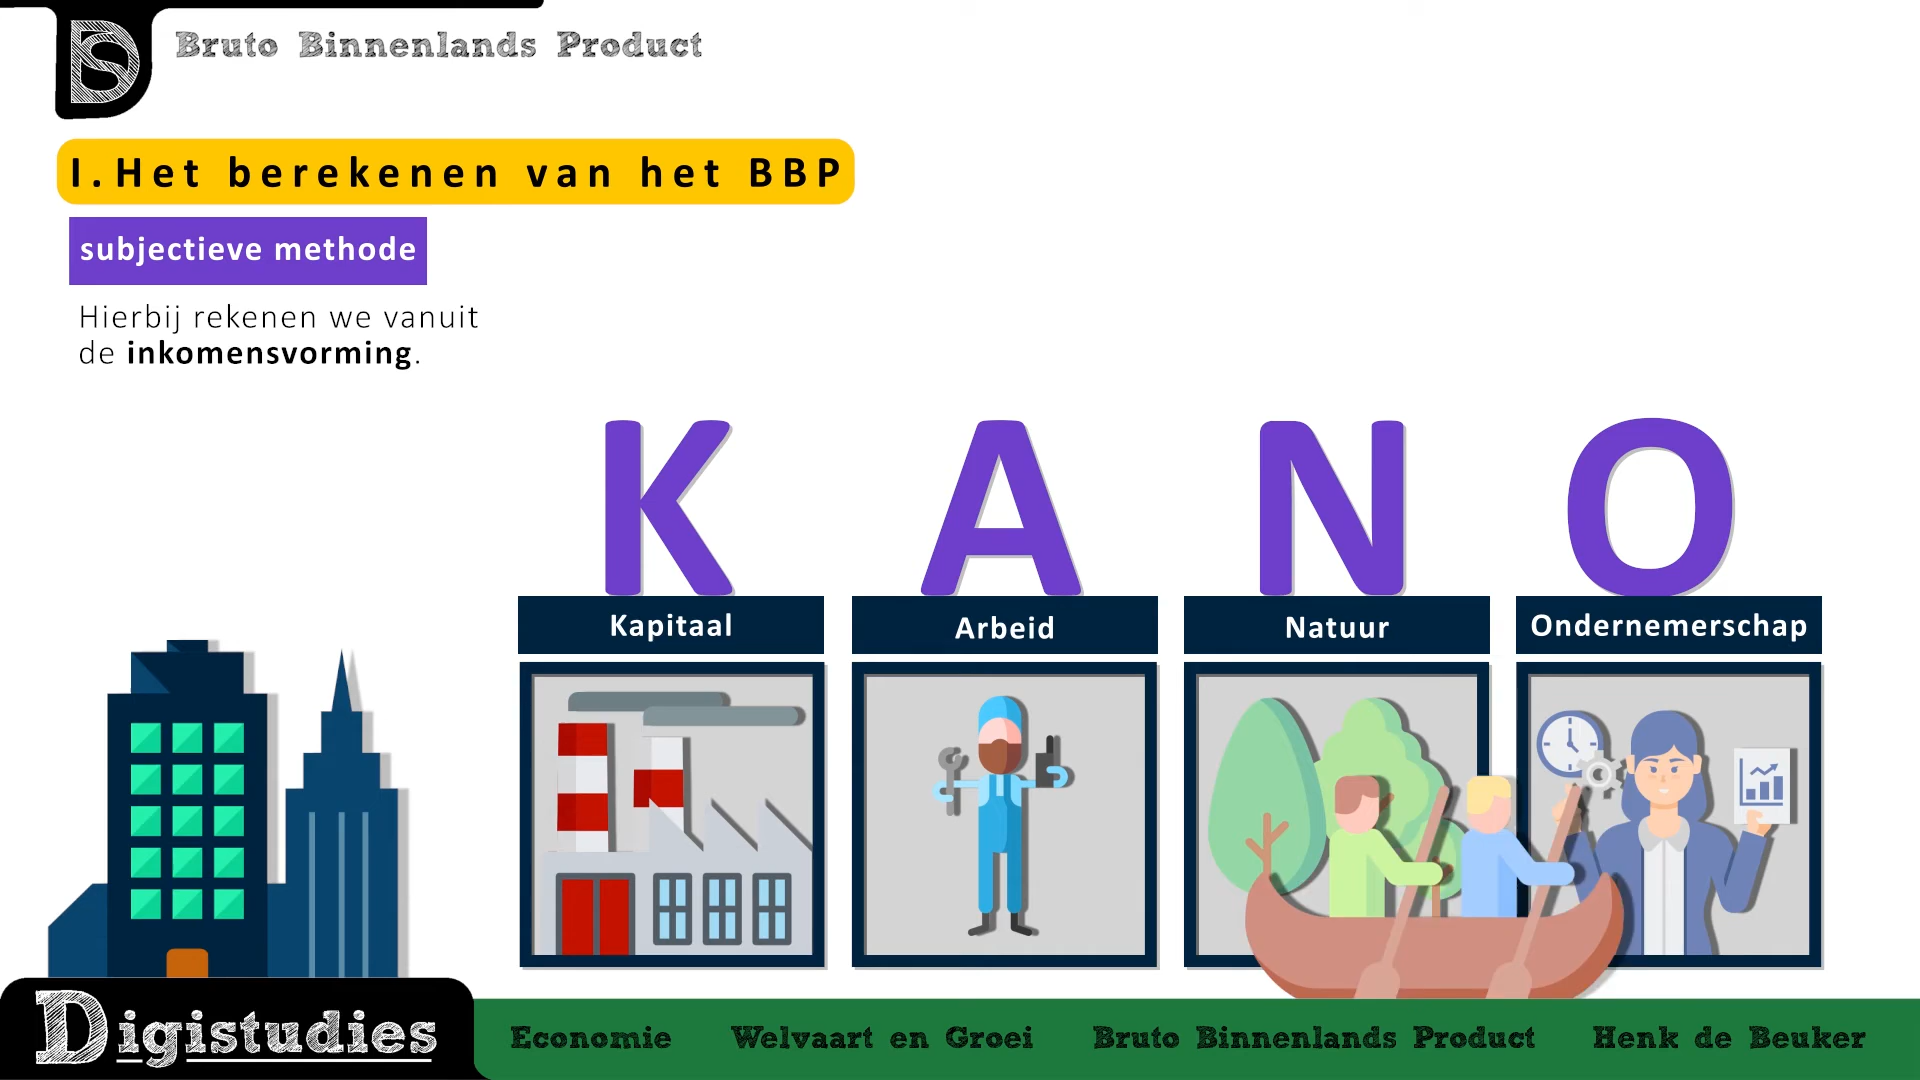 DS
Bruto Binnenlands Product
I.Het berekenen van het BBP
subjectieve methode
Hierbij rekenen we vanuit
de inkomensvorming.
K A N O
Kapitaal Arbeid Natuur Ondernemerschap
Digistudies
Economie Welvaart en Groei Bruto Binnenlands Product Henk de Beuker